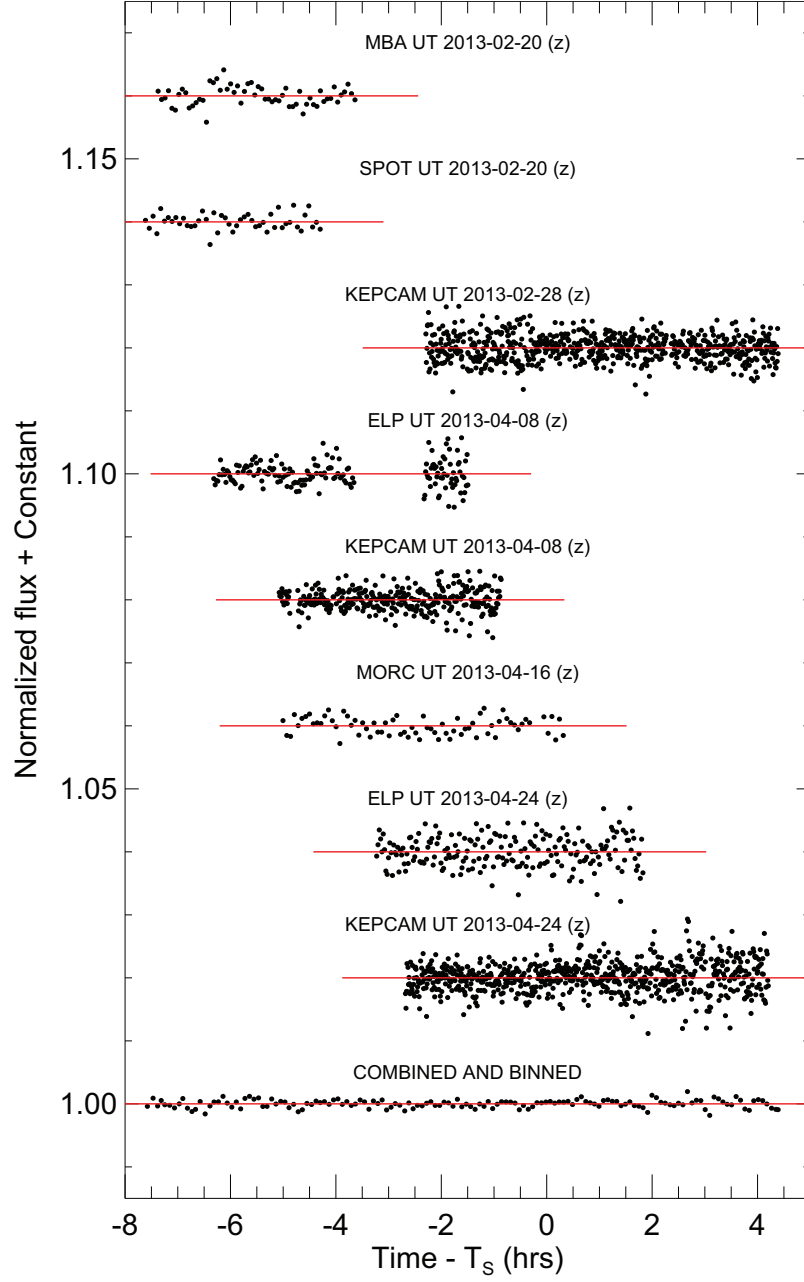 MBA UT 2013-02-20 (z)
1.15
SPOT UT 2013-02-20 (z)
KEPCAM UT 2013-02-28 (z)
ELP UT 2013-04-08 (z)
1.10
KEPCAM UT 2013-04-08 (z)
MORC UT 2013-04-16 (z)
1.05
ELP UT 2013-04-24 (z)
KEPCAM UT 2013-04-24 (z)
COMBINED AND BINNED
1.00
Normalized flux + Constant
-8 -6 -4 -2 0 2 4
Time - T_S (hrs)